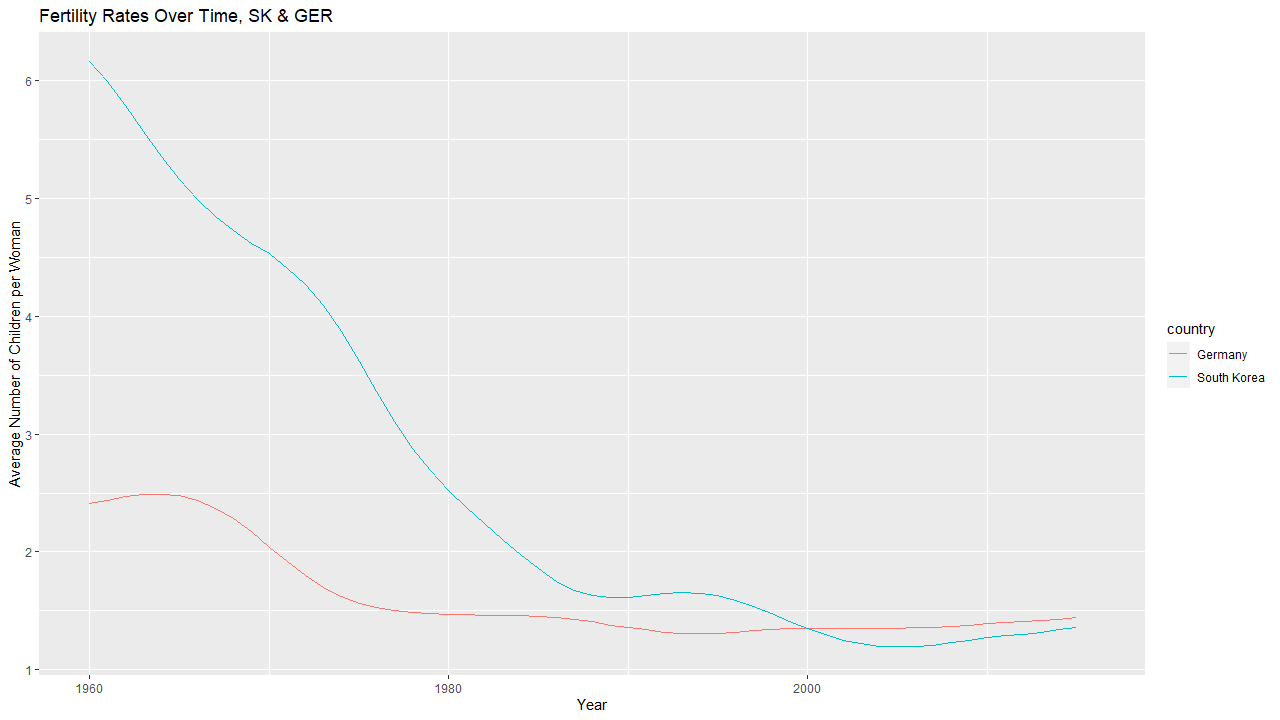 Fertility Rates Over Time, SK & GER
Average Number of Children per Woman
6
5
4
3
2
1
1960
1980
2000
Year
country
Germany
South Korea